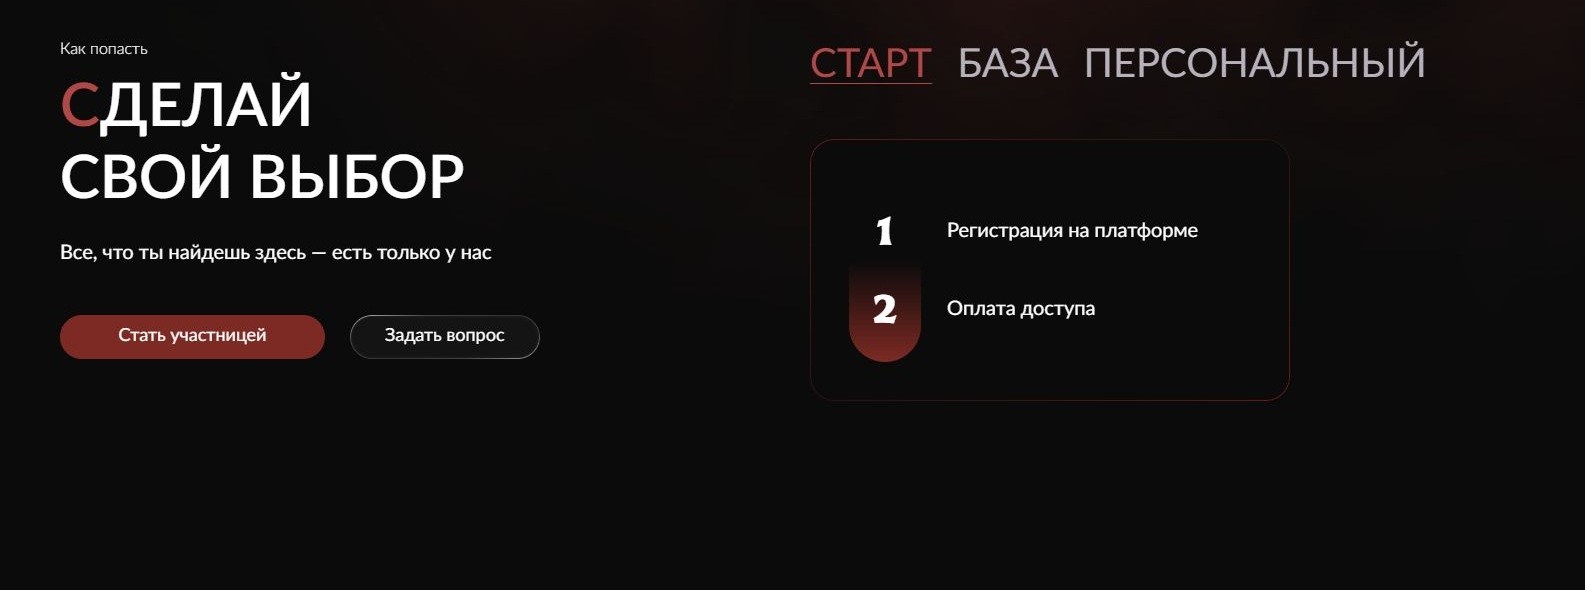 Как попасть
СДЕЛАЙ
СВОЙ ВЫБОР
Все, что ты найдешь здесь — есть только у нас
Стать участницей
Задать вопрос
СТАРТ БАЗА ПЕРСОНАЛЬНЫЙ
1 Регистрация на платформе
2 Оплата доступа